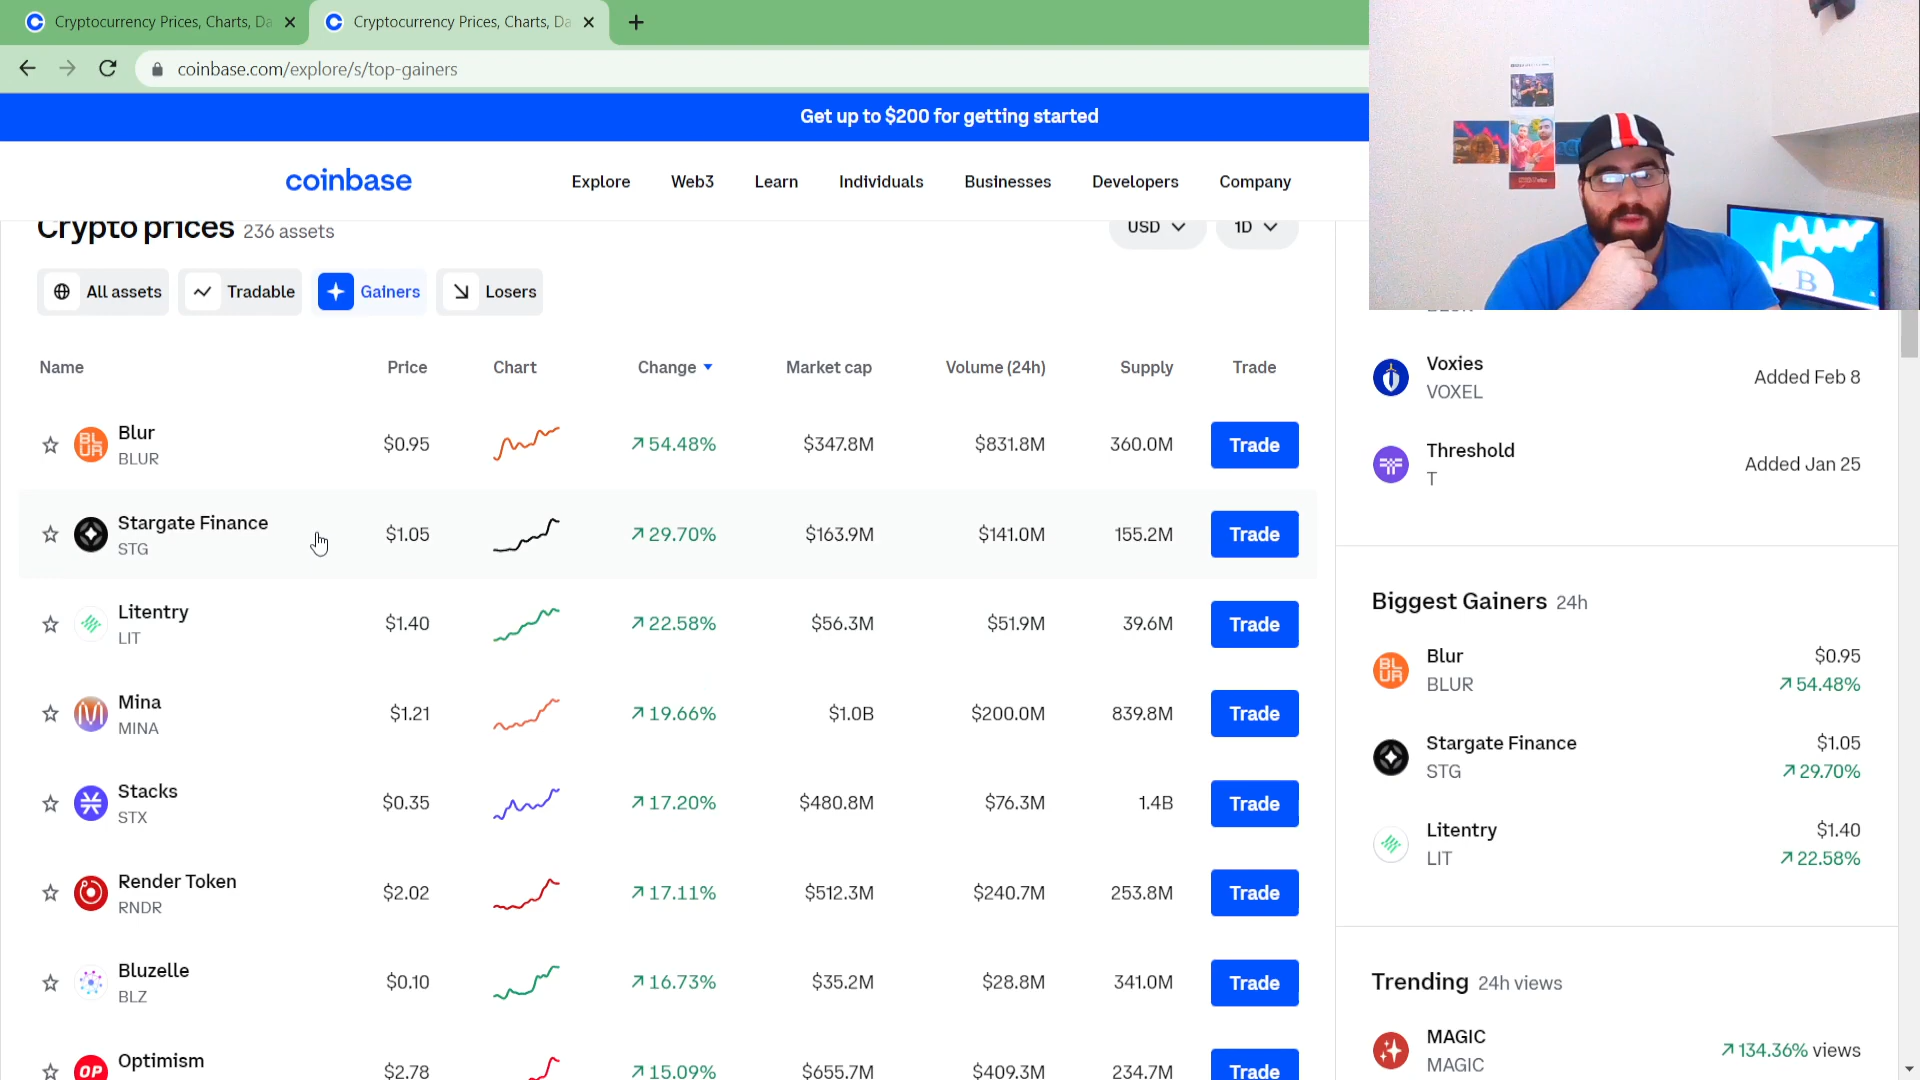 Cryptocurrency Prices, Charts, Da
Cryptocurrency Prices, Charts, Da
coinbase.com/explore/s/top-gainers
Get up to $200 for getting started
coinbase
Explore
Web3
Learn
Individuals
Businesses
Developers
Company
Crypto prices 236 assets
USD
1D
All assets
Tradable
Gainers
Losers
Name Price Chart Change Market cap Volume (24h) Supply Trade
Blur $0.95 54.48% $347.8M $831.8M 360.0M Trade
BLUR
Stargate Finance $1.05 29.70% $163.9M $141.0M 155.2M Trade
STG
Litentry $1.40 22.58% $56.3M $51.9M 39.6M Trade
LIT
Mina $1.21 19.66% $1.0B $200.0M 839.8M Trade
MINA
Stacks $0.35 17.20% $480.8M $76.3M 1.4B Trade
STX
Render Token $2.02 17.11% $512.3M $240.7M 253.8M Trade
RNDR
Bluzelle $0.10 16.73% $35.2M $28.8M 341.0M Trade
BLZ
Optimism $2.78 15.09% $655.7M $409.3M 234.7M Trade
Voxies
VOXEL
Added Feb 8
Threshold
T
Added Jan 25
Biggest Gainers 24h
Blur $0.95
BLUR 54.48%
Stargate Finance $1.05
STG 29.70%
Litentry $1.40
LIT 22.58%
Trending 24h views
MAGIC
MAGIC
134.36% views